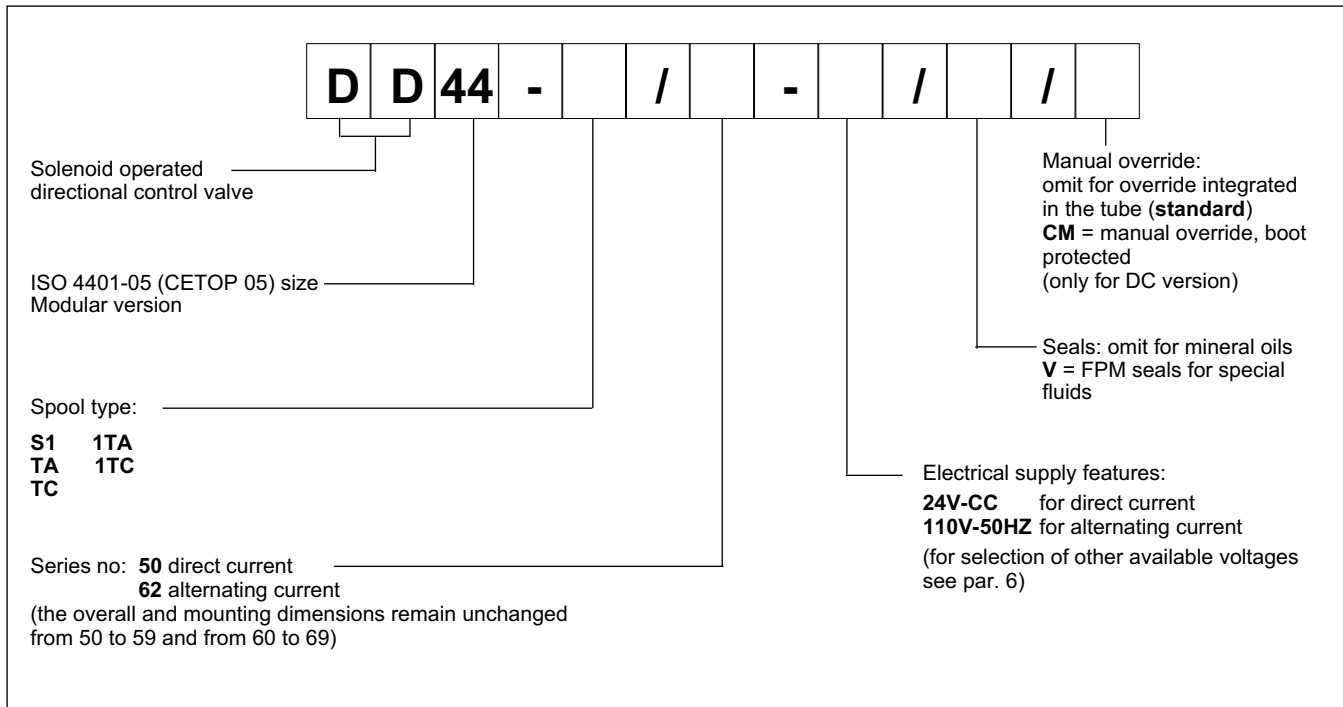 D D 44 - / - / /
Solenoid operated
directional control valve
ISO 4401-05 (CETOP 05) size
Modular version
Spool type:
S1 1TA
TA 1TC
TC
Series no: 50 direct current
62 alternating current
(the overall and mounting dimensions remain unchanged
from 50 to 59 and from 60 to 69)
Manual override:
omit for override integrated
in the tube (standard)
CM = manual override, boot
protected
(only for DC version)
Seals: omit for mineral oils
V = FPM seals for special
fluids
Electrical supply features:
24V-CC for direct current
110V-50HZ for alternating current
(for selection of other available voltages
see par. 6)